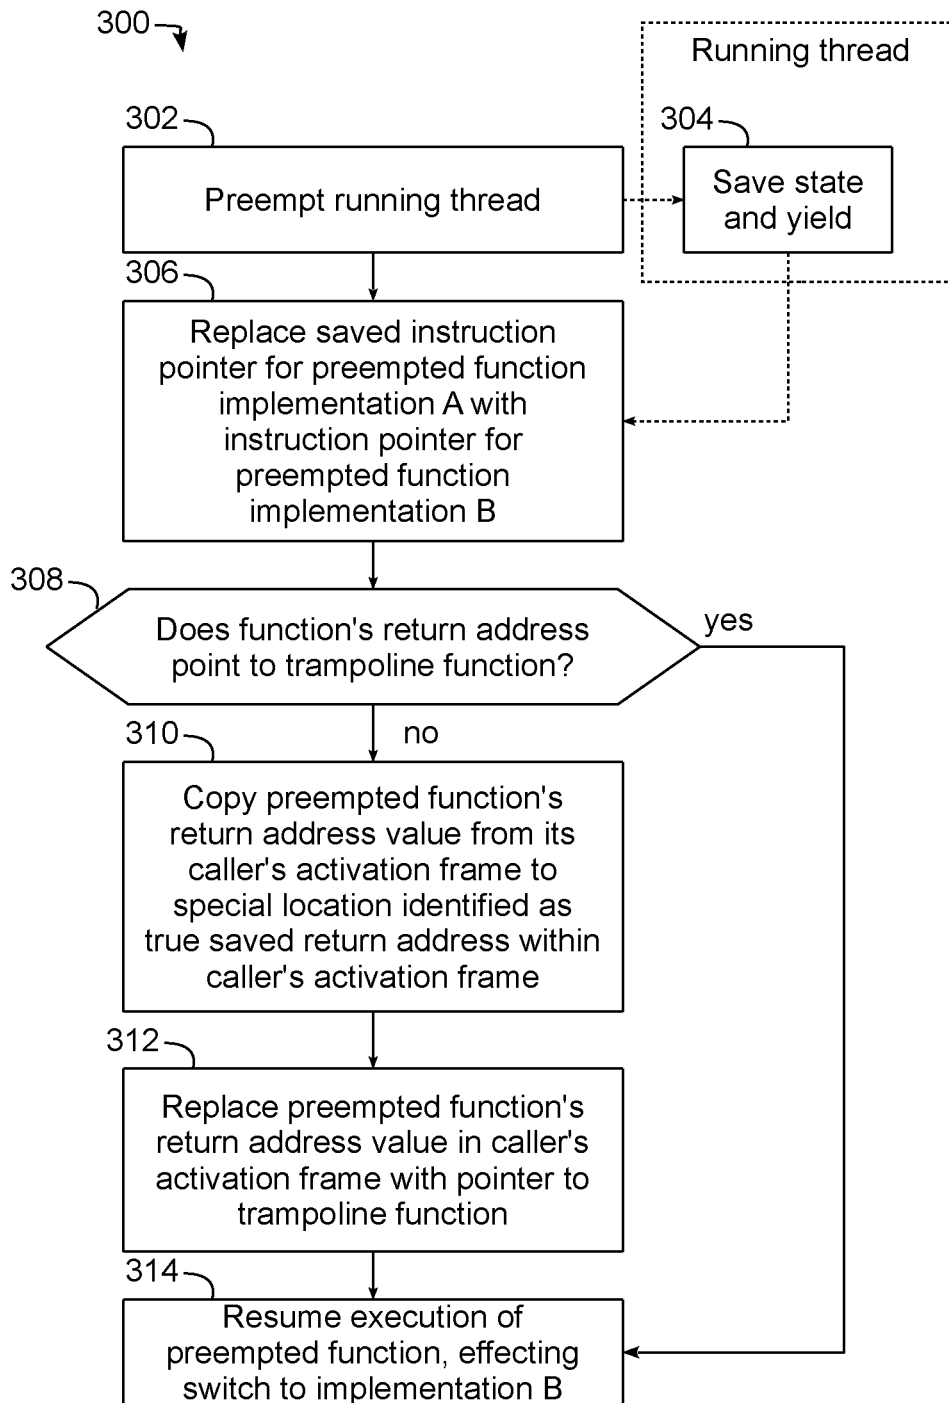 300
Running thread
302
Preempt running thread
304
Save state
and yield
306
Replace saved instruction
pointer for preempted function
implementation A with
instruction pointer for
preempted function
implementation B
308
Does function's return address
point to trampoline function?
yes
no
310
Copy preempted function's
return address value from its
caller's activation frame to
special location identified as
true saved return address within
caller's activation frame
312
Replace preempted function's
return address value in caller's
activation frame with pointer to
trampoline function
314
Resume execution of
preempted function, effecting
switch to implementation B